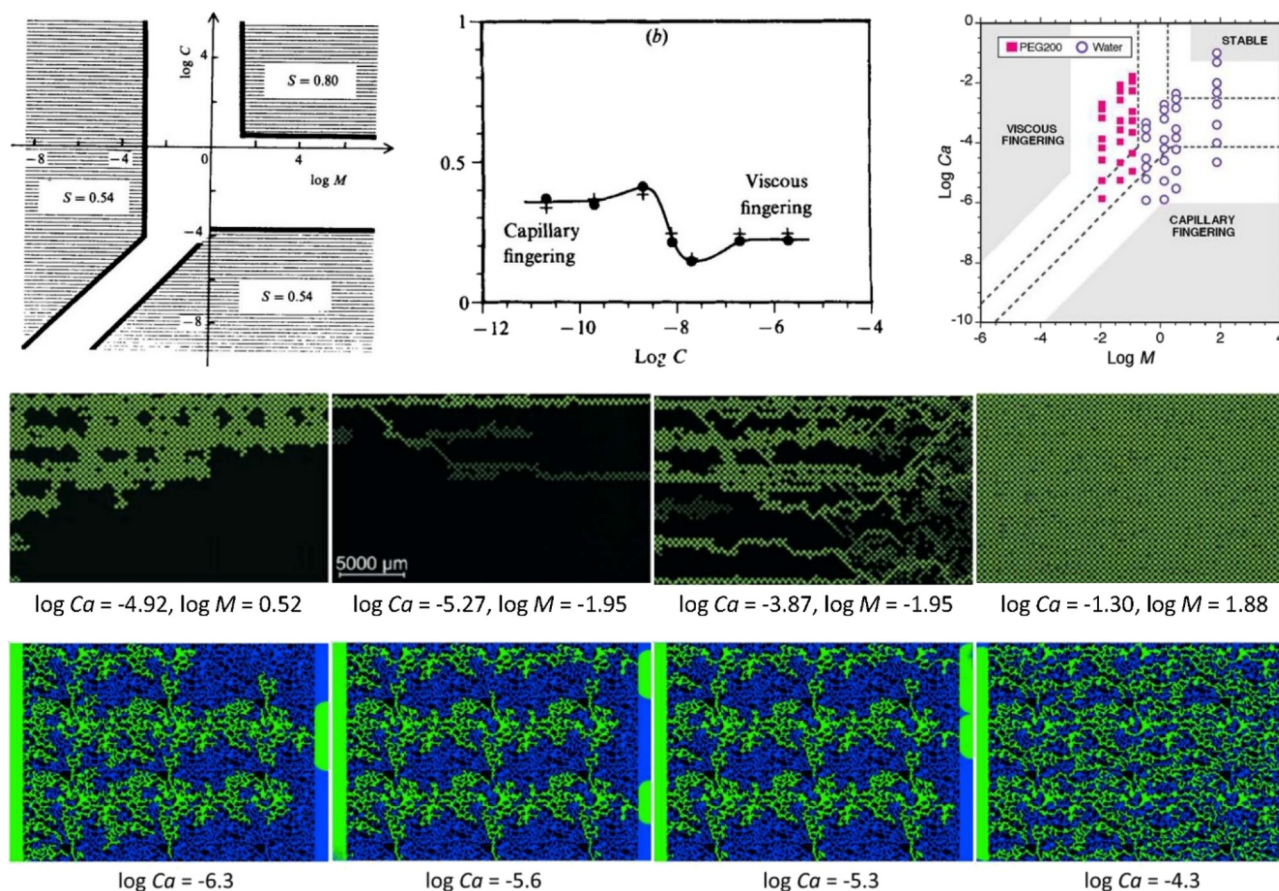 log C
4
S = 0.80
-8
-4
0
4
log M
S = 0.54
-4
S = 0.54
-8
(b)
1
0.5
0
Capillary
fingering
Viscous
fingering
-12
-10
-8
-6
-4
Log C
0
-2
-4
-6
-8
-10
Log Ca
PEG200
Water
STABLE
VISCOUS
FINGERING
CAPILLARY
FINGERING
-6
-4
-2
0
2
4
Log M
5000 μm
log Ca = -4.92, log M = 0.52
log Ca = -5.27, log M = -1.95
log Ca = -3.87, log M = -1.95
log Ca = -1.30, log M = 1.88
log Ca = -6.3
log Ca = -5.6
log Ca = -5.3
log Ca = -4.3